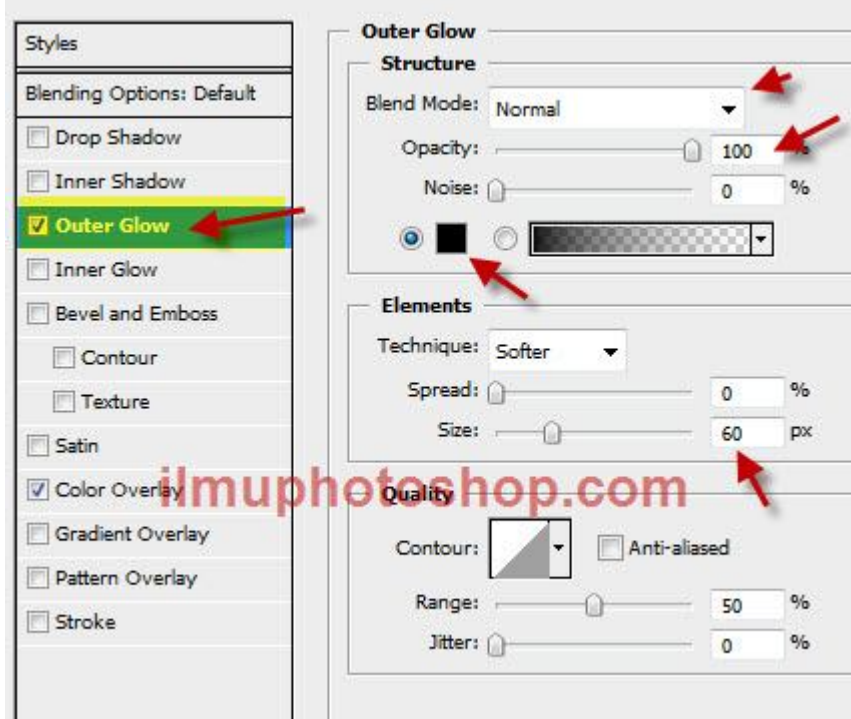 Styles
Blending Options: Default
Drop Shadow
Inner Shadow
Outer Glow
Inner Glow
Bevel and Emboss
Contour
Texture
Satin
Color Overlay
Gradient Overlay
Pattern Overlay
Stroke
Outer Glow
Structure
Blend Mode: Normal
Opacity: 100 %
Noise: 0 %
Elements
Technique: Softer
Spread: 0 %
Size: 60 px
Quality
Contour: Anti-aliased
Range: 50 %
Jitter: 0 %
ilmuphotoshop.com